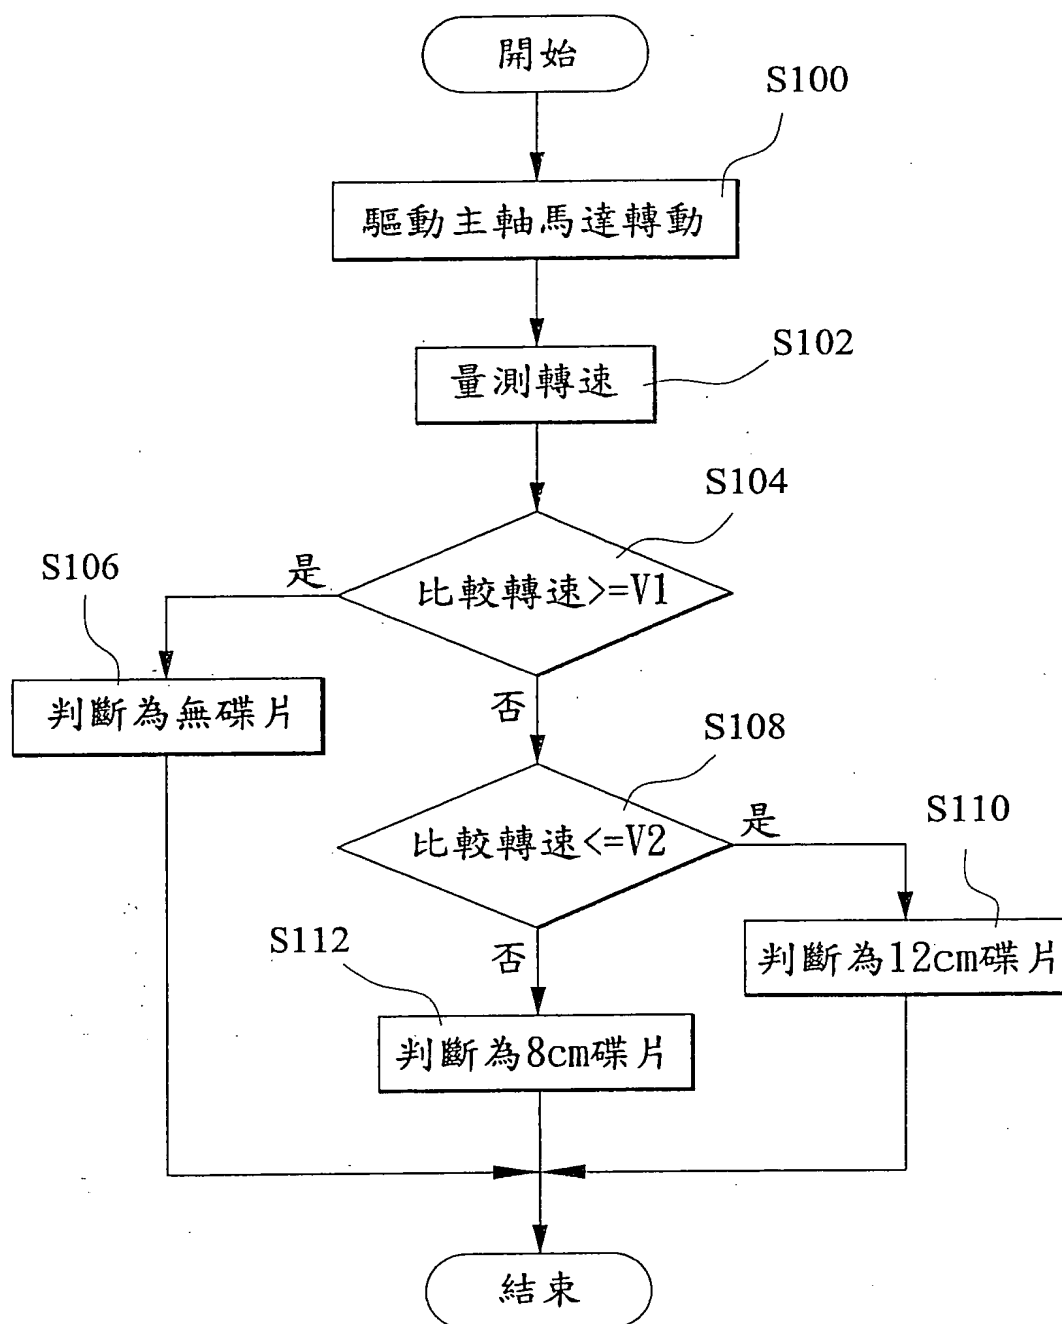 開始
S100
驅動主軸馬達轉動
S102
量測轉速
S104
比較轉速>=V1
是
S106
判斷為無碟片
否
S108
比較轉速<=V2
是
S110
判斷為12cm碟片
否
S112
判斷為8cm碟片
結束